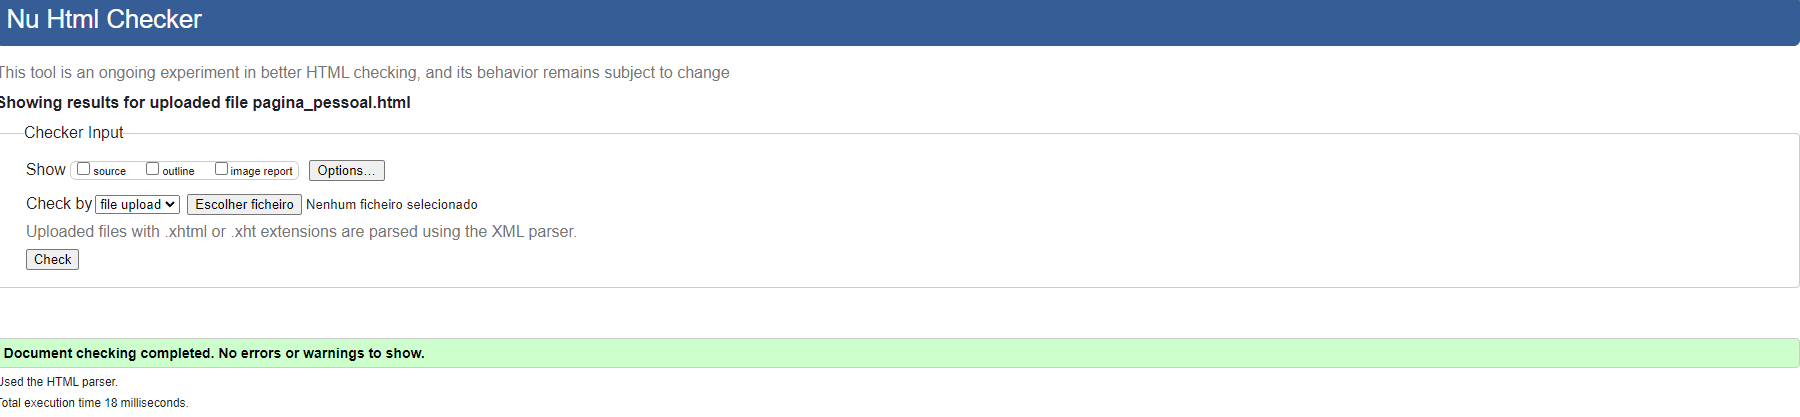 Nu Html Checker
This tool is an ongoing experiment in better HTML checking, and its behavior remains subject to change
Showing results for uploaded file pagina_pessoal.html
Checker Input
Show source outline image report Options...
Check by file upload Escolher ficheiro Nenhum ficheiro selecionado
Uploaded files with .xhtml or .xht extensions are parsed using the XML parser.
Check
Document checking completed. No errors or warnings to show.
Used the HTML parser.
Total execution time 18 milliseconds.